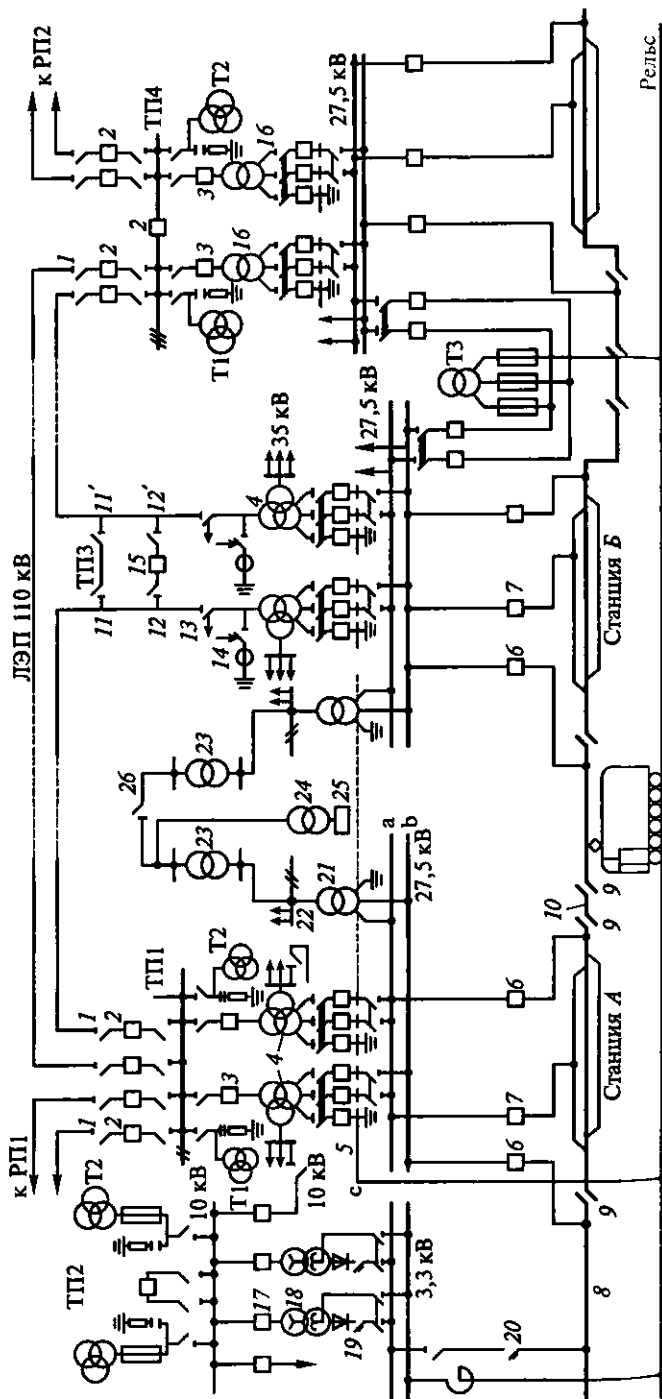 к РП1
к РП2
ЛЭП 110 кВ
ТП2
Т2
10 кВ
10 кВ
17
18
19
3,3 кВ
20
8
ТП1
1
2
1
2
Т1
Т2
3
4
5
с
6
7
6
9
Станция А
9
9
10
26
23
23
24
25
21
22
а
b
27,5 кВ
ТП3
11
11′
12
12′
15
13
14
4
35 кВ
27,5 кВ
6
7
Станция Б
Т3
ТП4
1
2
2
2
3
3
Т1
Т2
16
16
27,5 кВ
Рельс